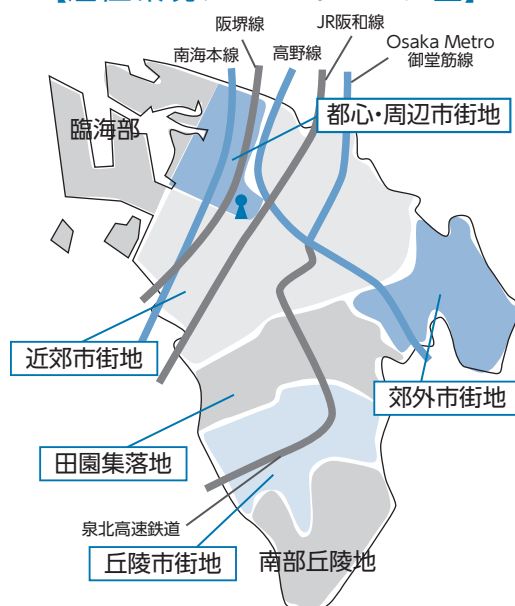 阪堺線
JR阪和線
南海本線
高野線
Osaka Metro
御堂筋線
臨海部
都心・周辺市街地
近郊市街地
郊外市街地
田園集落地
泉北高速鉄道
丘陵市街地
南部丘陵地